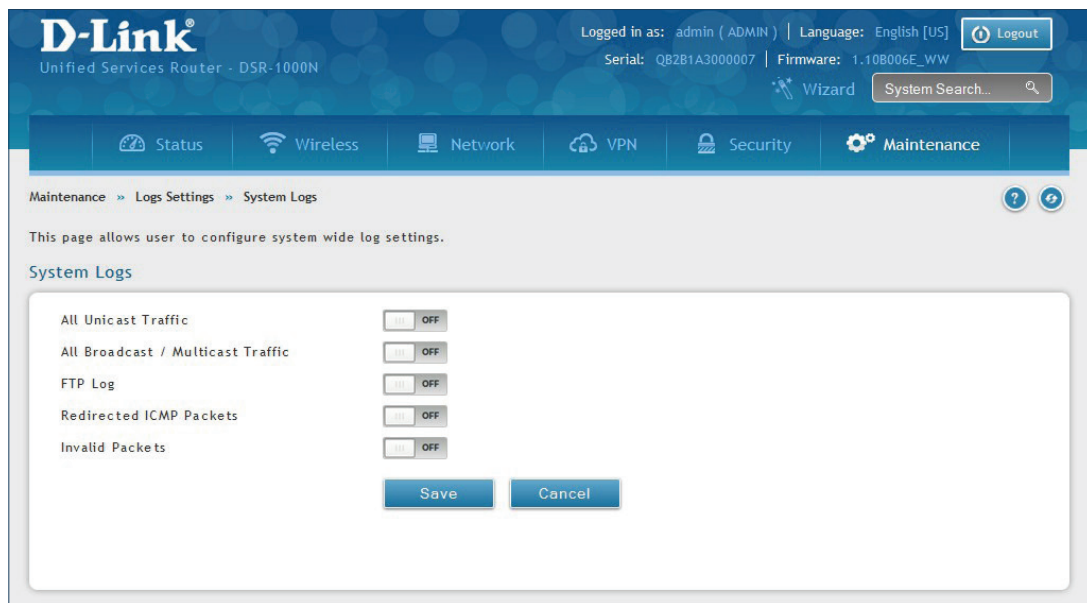 D-Link®
Unified Services Router - DSR-1000N
Logged in as: admin ( ADMIN ) | Language: English [US]
Logout
Serial: QB2B1A3000007 | Firmware: 1.10B006E_WW
Wizard
System Search...
Status
Wireless
Network
VPN
Security
Maintenance
Maintenance » Logs Settings » System Logs
This page allows user to configure system wide log settings.
System Logs
All Unicast Traffic OFF
All Broadcast / Multicast Traffic OFF
FTP Log OFF
Redirected ICMP Packets OFF
Invalid Packets OFF
Save
Cancel